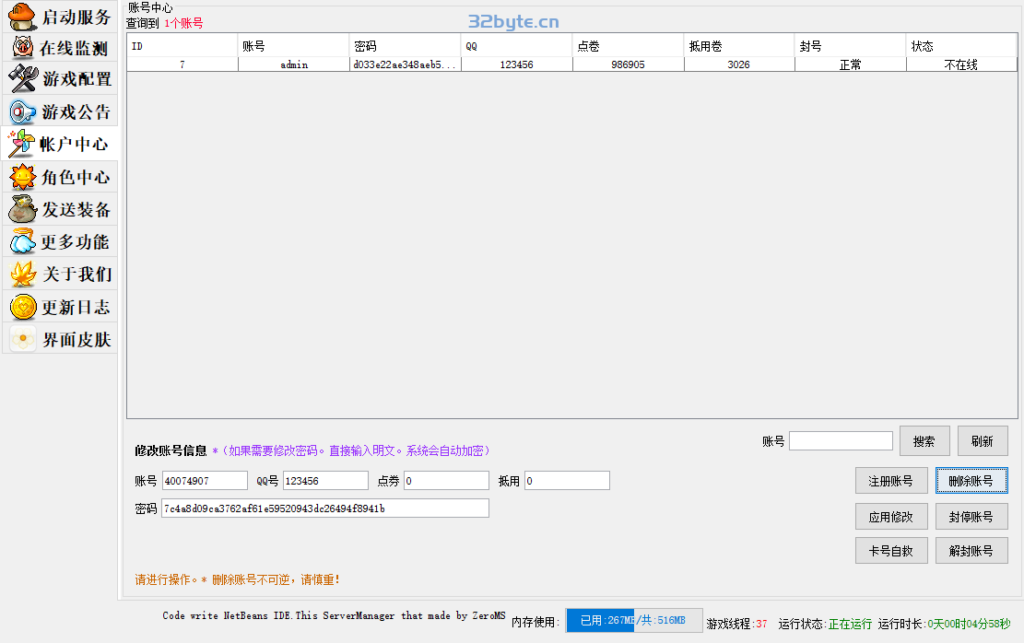 启动服务
在线监测
游戏配置
游戏公告
帐户中心
角色中心
发送装备
更多功能
关于我们
更新日志
界面皮肤
账号中心
查询到 1个账号
32byte.cn
ID 账号 密码 QQ 点卷 抵用卷 封号 状态
7 admin d033e22ae348aeb5... 123456 986905 3026 正常 不在线
账号 搜索 刷新
修改账号信息 *（如果需要修改密码。直接输入明文。系统会自动加密）
账号 40074907 QQ号 123456 点券 0 抵用 0
注册账号 删除账号
密码 7c4a8d09ca3762af61e59520943dc26494f8941b
应用修改 封停账号
卡号自救 解封账号
请进行操作。* 删除账号不可逆，请慎重！
Code write NetBeans IDE.This ServerManager that made by ZeroMS 内存使用: 已用:267MB/共:516MB 游戏线程:37 运行状态:正在运行 运行时长:0天00时04分58秒